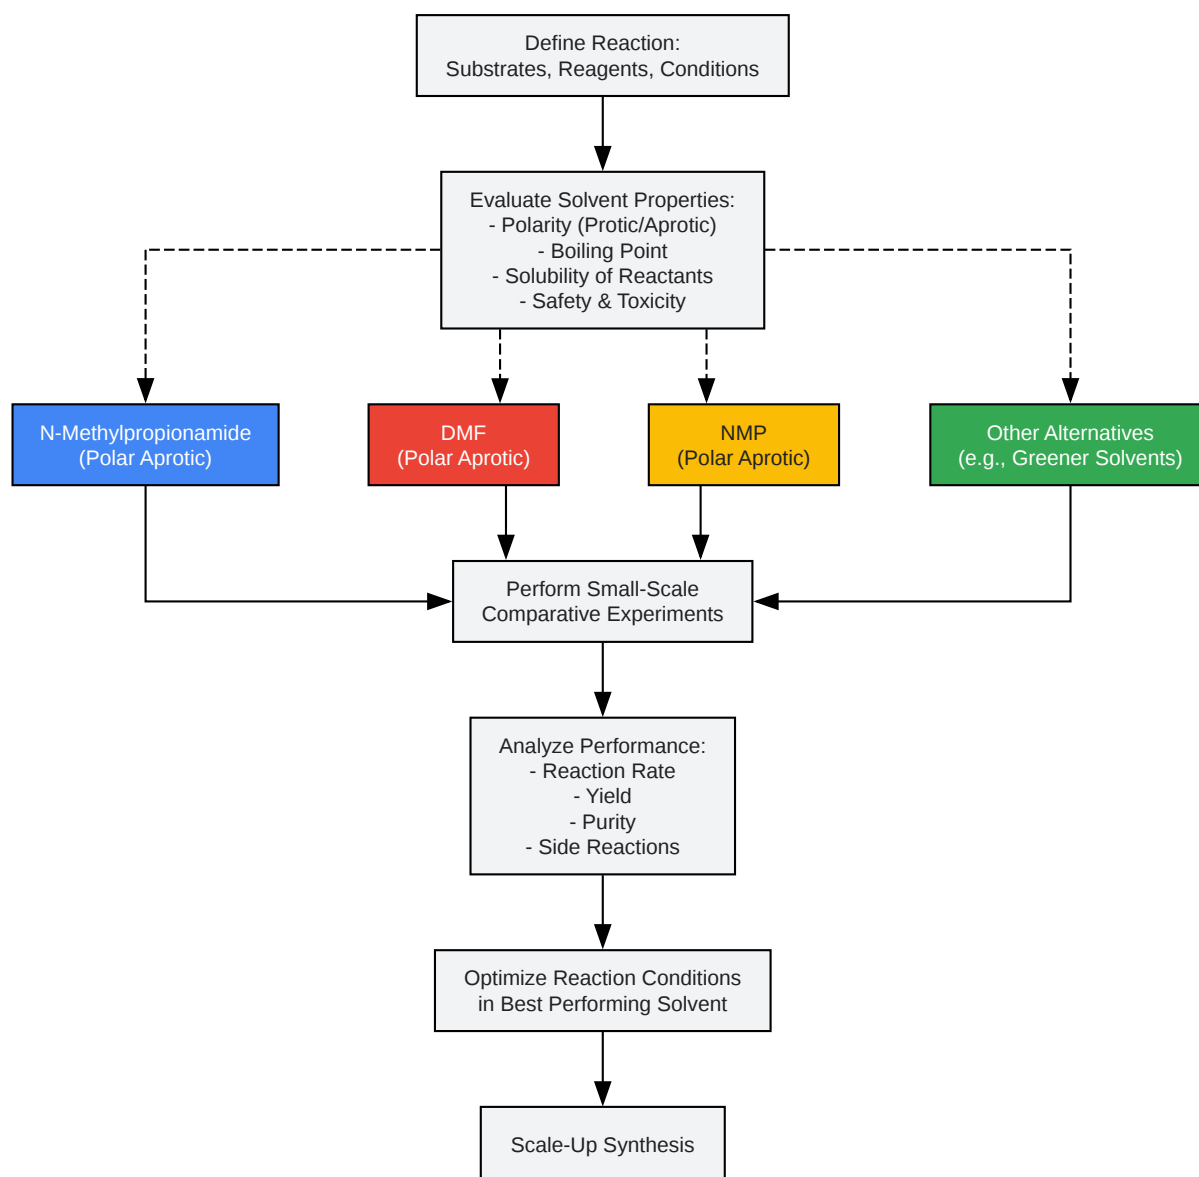 Define Reaction:
Substrates, Reagents, Conditions
Evaluate Solvent Properties:
- Polarity (Protic/Aprotic)
- Boiling Point
- Solubility of Reactants
- Safety & Toxicity
N-Methylpropionamide
(Polar Aprotic)
DMF
(Polar Aprotic)
NMP
(Polar Aprotic)
Other Alternatives
(e.g., Greener Solvents)
Perform Small-Scale
Comparative Experiments
Analyze Performance:
- Reaction Rate
- Yield
- Purity
- Side Reactions
Optimize Reaction Conditions
in Best Performing Solvent
Scale-Up Synthesis